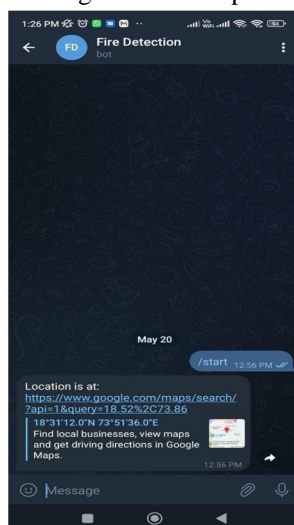 1:26 PM
FD
Fire Detection
bot
May 20
/start 12:56 PM
Location is at:
https://www.google.com/maps/search/
?api=1&query=18.52%2C73.86
18°31'12.0"N 73°51'36.0"E
Find local businesses, view maps
and get driving directions in Google
Maps.
12:56 PM
Message